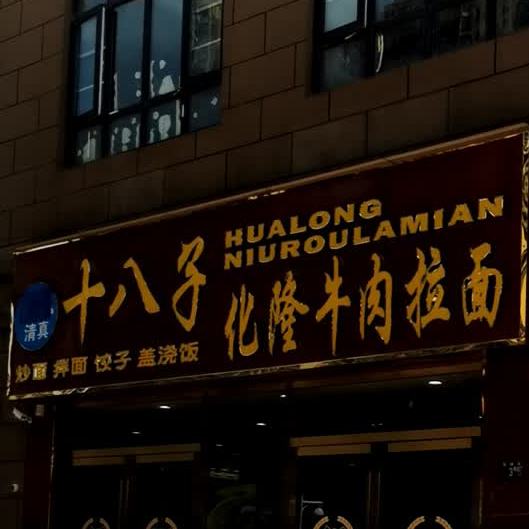 清真
十八子
HUALONG
NIUROULAMIAN
化隆牛肉拉面
炒面 拌面 饺子 盖浇饭